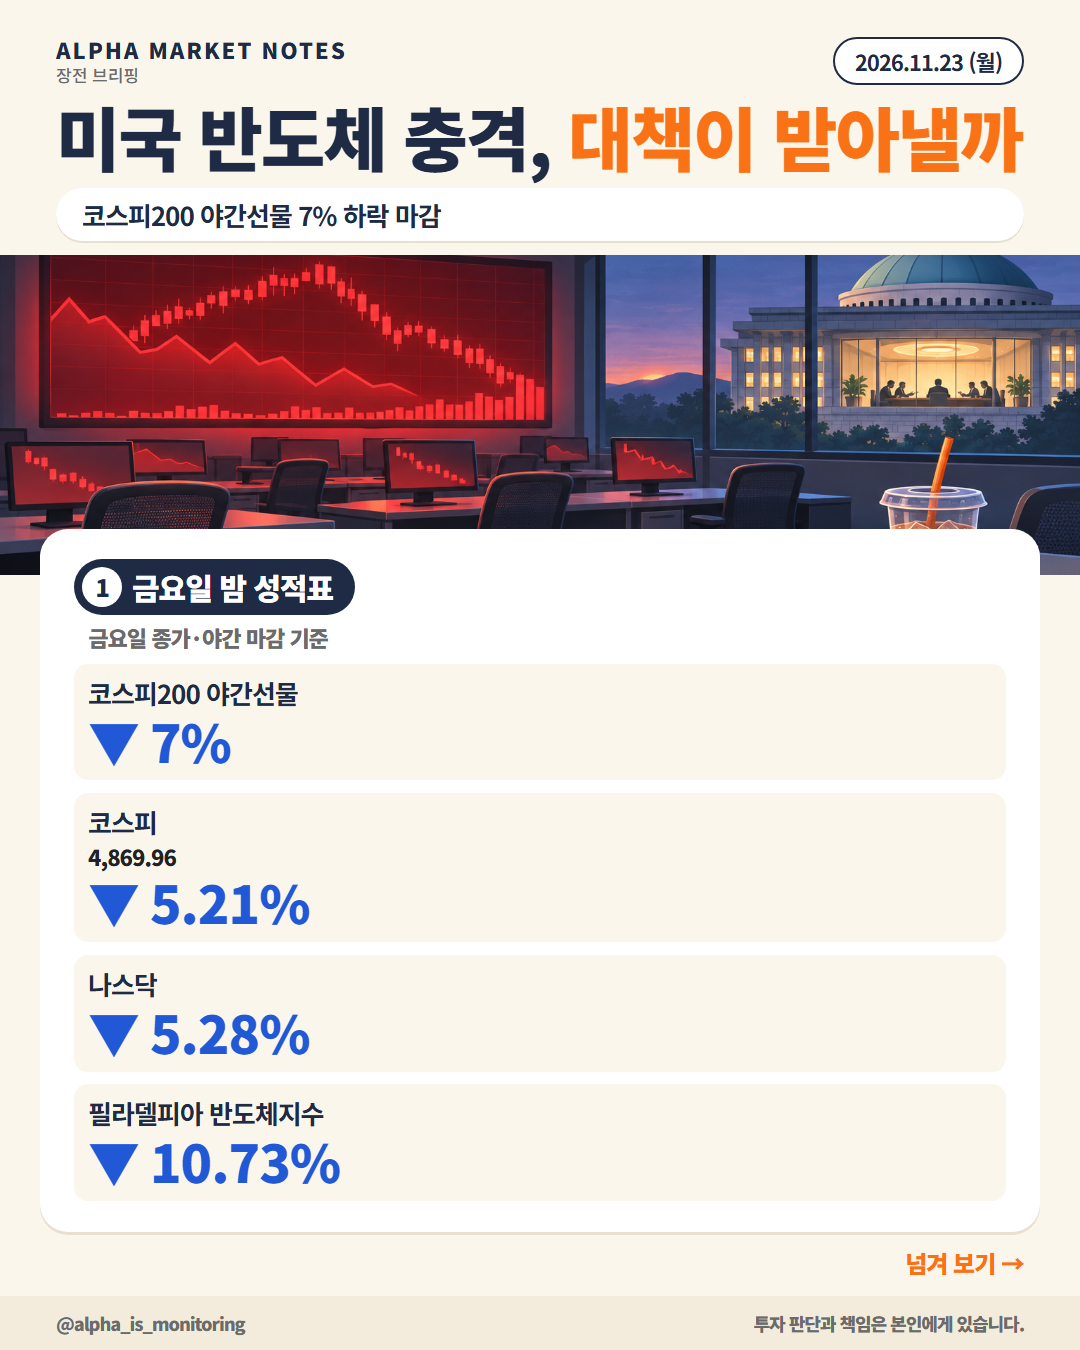 ALPHA MARKET NOTES
장전 브리핑
2026.11.23 (월)
미국 반도체 충격, 대책이 받아낼까
코스피200 야간선물 7% 하락 마감
1 금요일 밤 성적표
금요일 종가·야간 마감 기준
코스피200 야간선물
▼ 7%
코스피
4,869.96
▼ 5.21%
나스닥
▼ 5.28%
필라델피아 반도체지수
▼ 10.73%
넘겨 보기 →
@alpha_is_monitoring
투자 판단과 책임은 본인에게 있습니다.